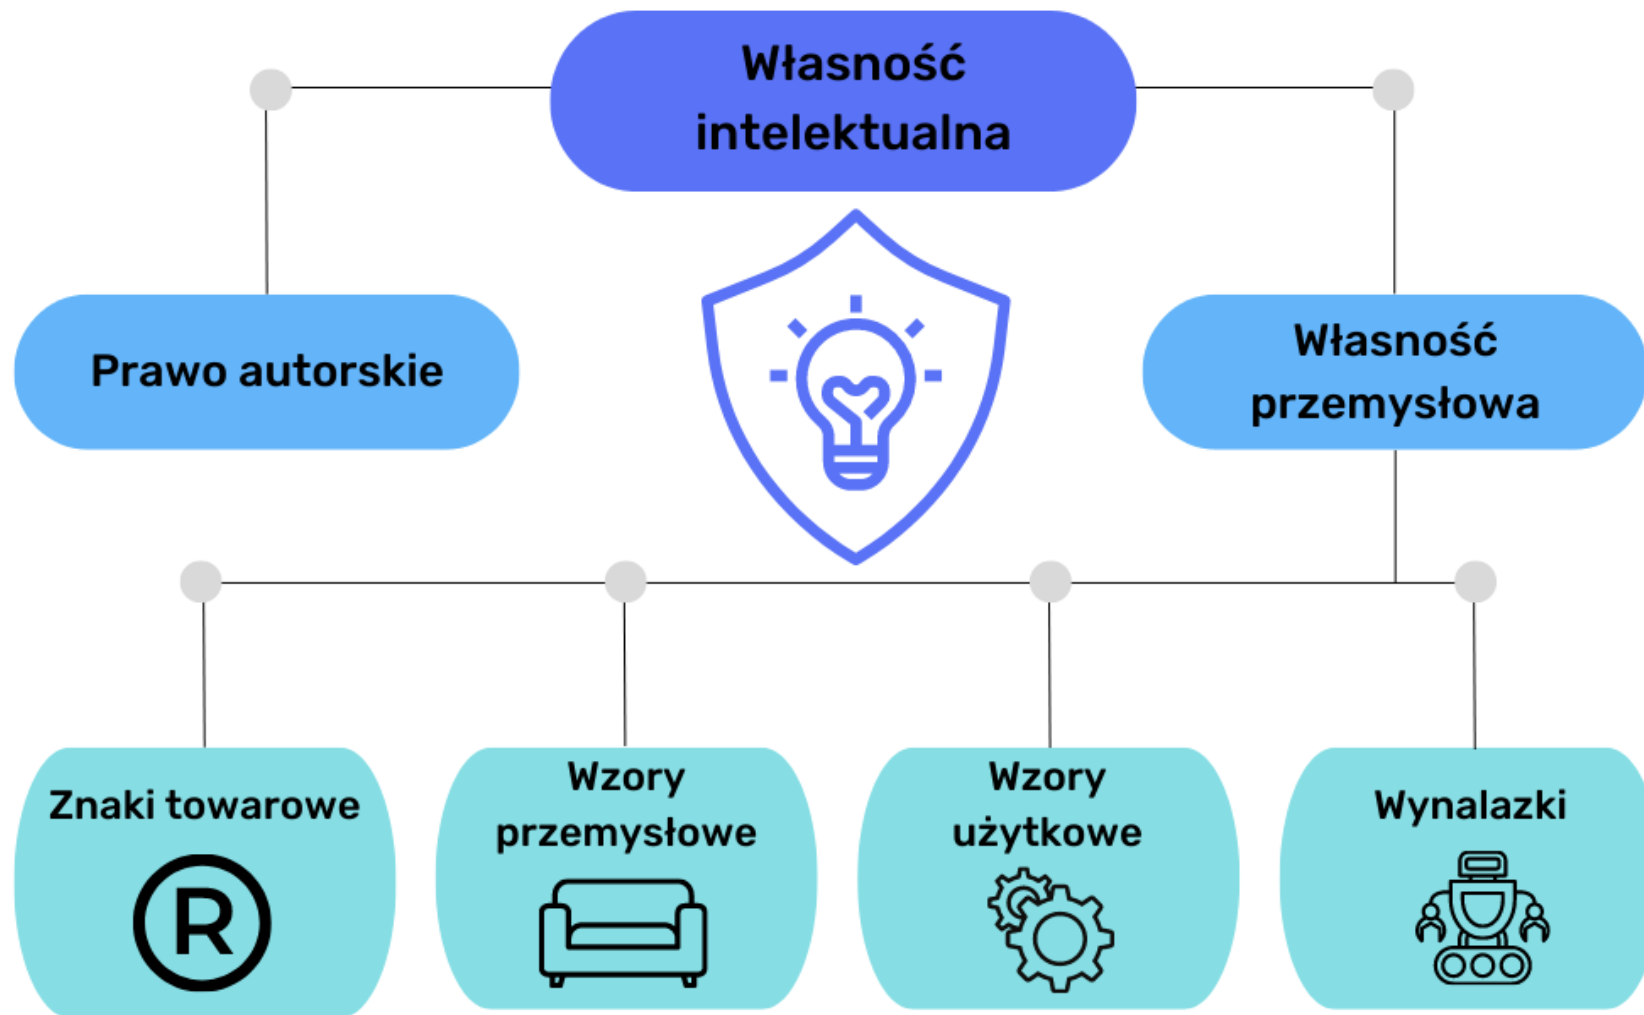 Własność
intelektualna
Prawo autorskie
Własność
przemysłowa
Znaki towarowe
R
Wzory
przemysłowe
Wzory
użytkowe
Wynalazki